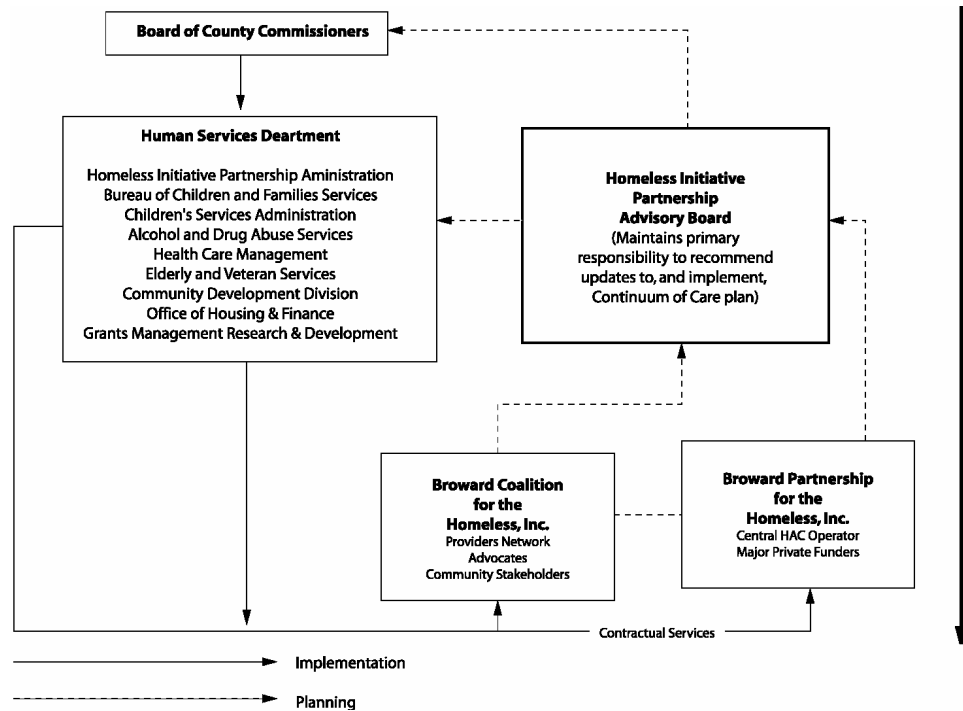 Board of County Commissioners
Human Services Deartment
Homeless Initiative Partnership Aministration
Bureau of Children and Families Services
Children's Services Administration
Alcohol and Drug Abuse Services
Health Care Management
Elderly and Veteran Services
Community Development Division
Office of Housing & Finance
Grants Management Research & Development
Homeless Initiative
Partnership
Advisory Board
(Maintains primary
responsibility to recommend
updates to, and implement,
Continuum of Care plan)
Broward Coalition
for the
Homeless, Inc.
Providers Network
Advocates
Community Stakeholders
Broward Partnership
for the
Homeless, Inc.
Central HAC Operator
Major Private Funders
Contractual Services
Implementation
Planning